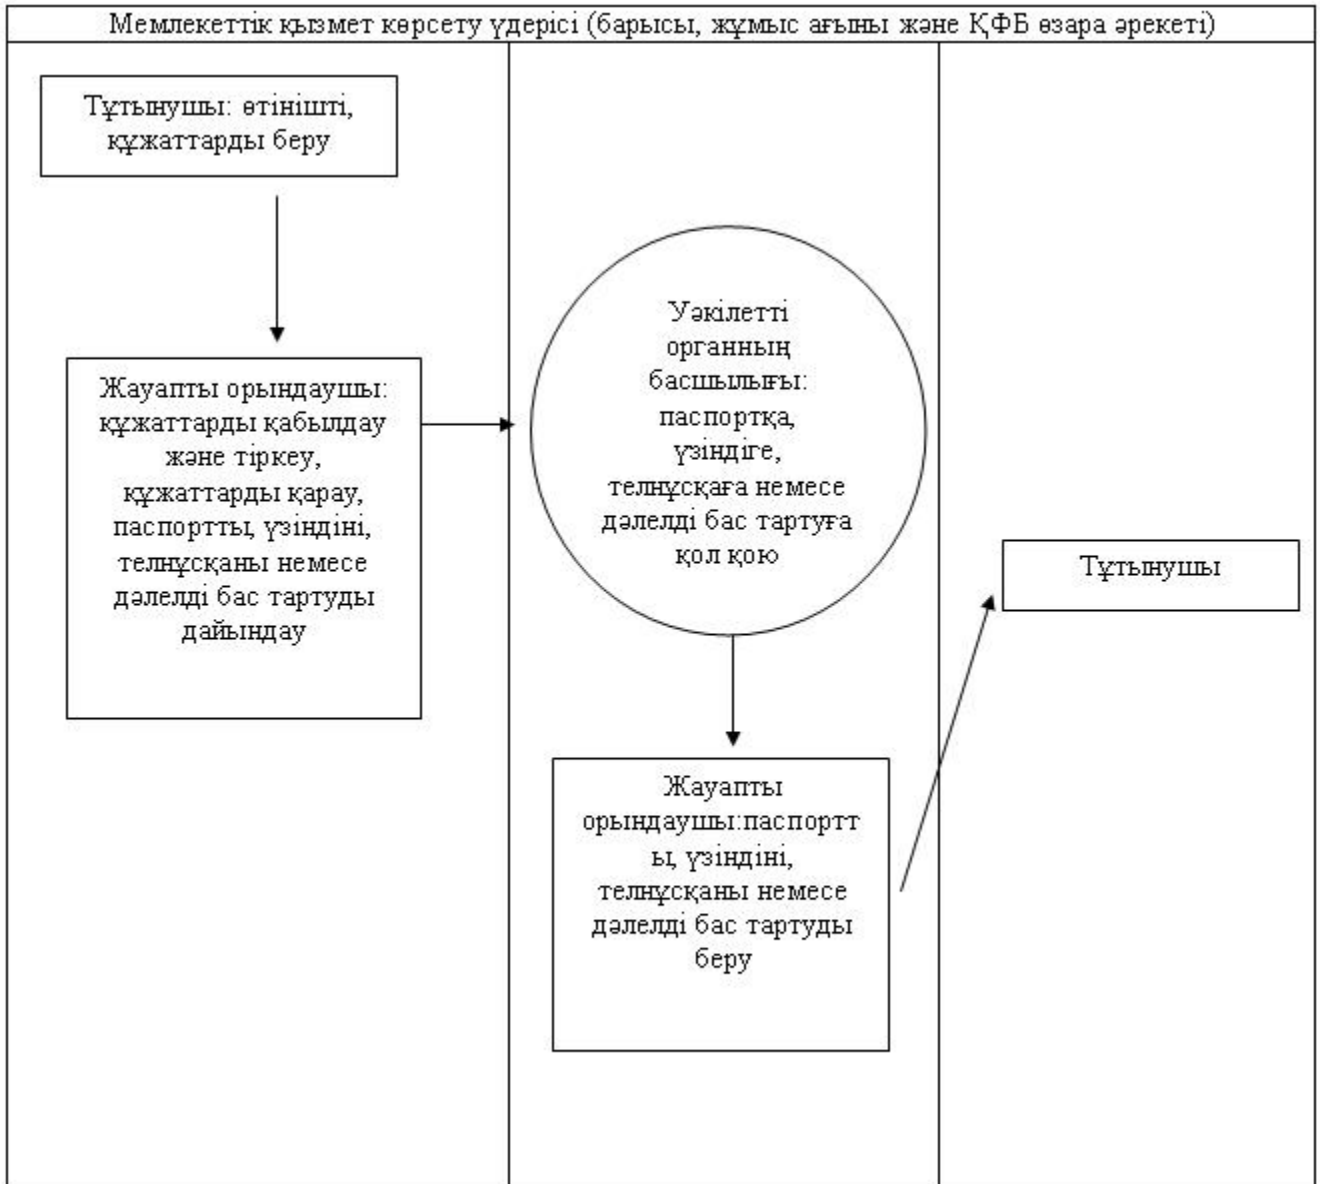 Мемлекеттік қызмет көрсету үдерісі (барысы, жұмыс ағыны және ҚФБ өзара әрекеті)
Тұтынушы: өтінішті,
құжаттарды беру
Жауапты орындаушы:
құжаттарды қабылдау
және тіркеу,
құжаттарды қарау,
паспортты, үзіндіні,
телнұсқаны немесе
дәлелді бас тартуды
дайындау
Уәкілетті
органның
басшылығы:
паспортқа,
үзіндіге,
телнұсқаға немесе
дәлелді бас тартуға
қол қою
Жауапты
орындаушы:паспортт
ы, үзіндіні,
телнұсқаны немесе
дәлелді бас тартуды
беру
Тұтынушы